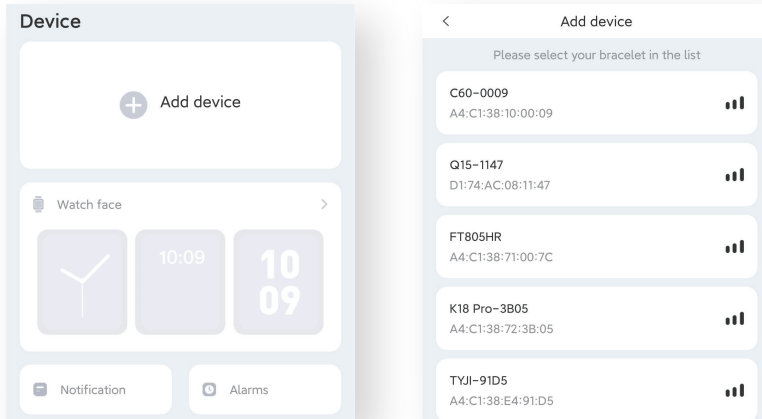 Device
Add device
Watch face
10:09
10
09
Notification
Alarms
Add device
Please select your bracelet in the list
C60-0009
A4:C1:38:10:00:09
Q15-1147
D1:74:AC:08:11:47
FT805HR
A4:C1:38:71:00:7C
K18 Pro-3B05
A4:C1:38:72:3B:05
TYJI-91D5
A4:C1:38:E4:91:D5